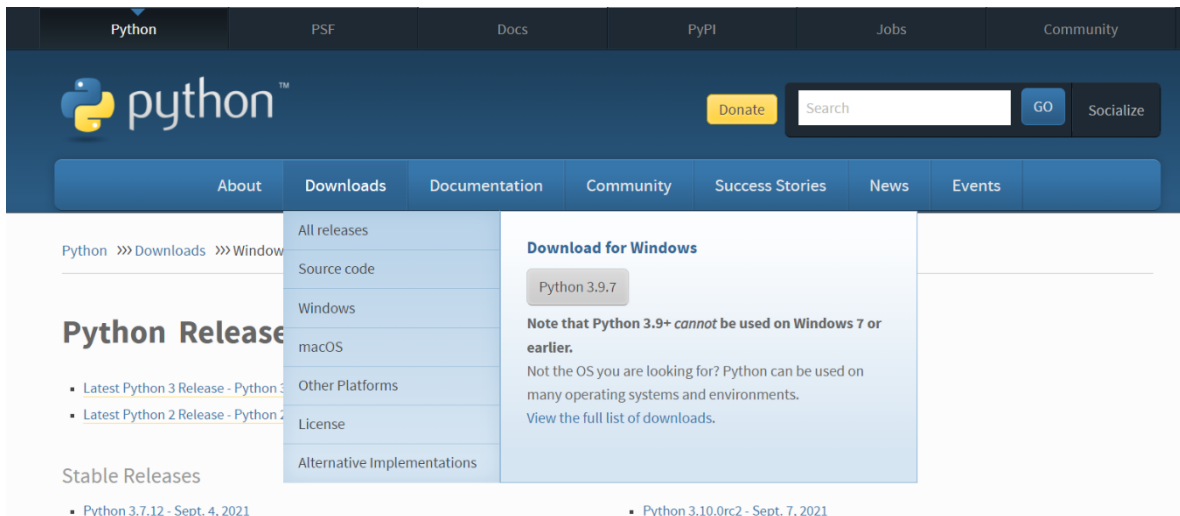 Python PSF Docs PyPI Jobs Community
python™
Donate Search GO Socialize
About Downloads Documentation Community Success Stories News Events
Python >>> Downloads >>> Window
All releases
Source code
Windows
macOS
Other Platforms
License
Alternative Implementations
Download for Windows
Python 3.9.7
Note that Python 3.9+ cannot be used on Windows 7 or
earlier.
Not the OS you are looking for? Python can be used on
many operating systems and environments.
View the full list of downloads.
Python Release
Latest Python 3 Release - Python 3
Latest Python 2 Release - Python 2
Stable Releases
Python 3.7.12 - Sept. 4, 2021
Python 3.10.0rc2 - Sept. 7, 2021